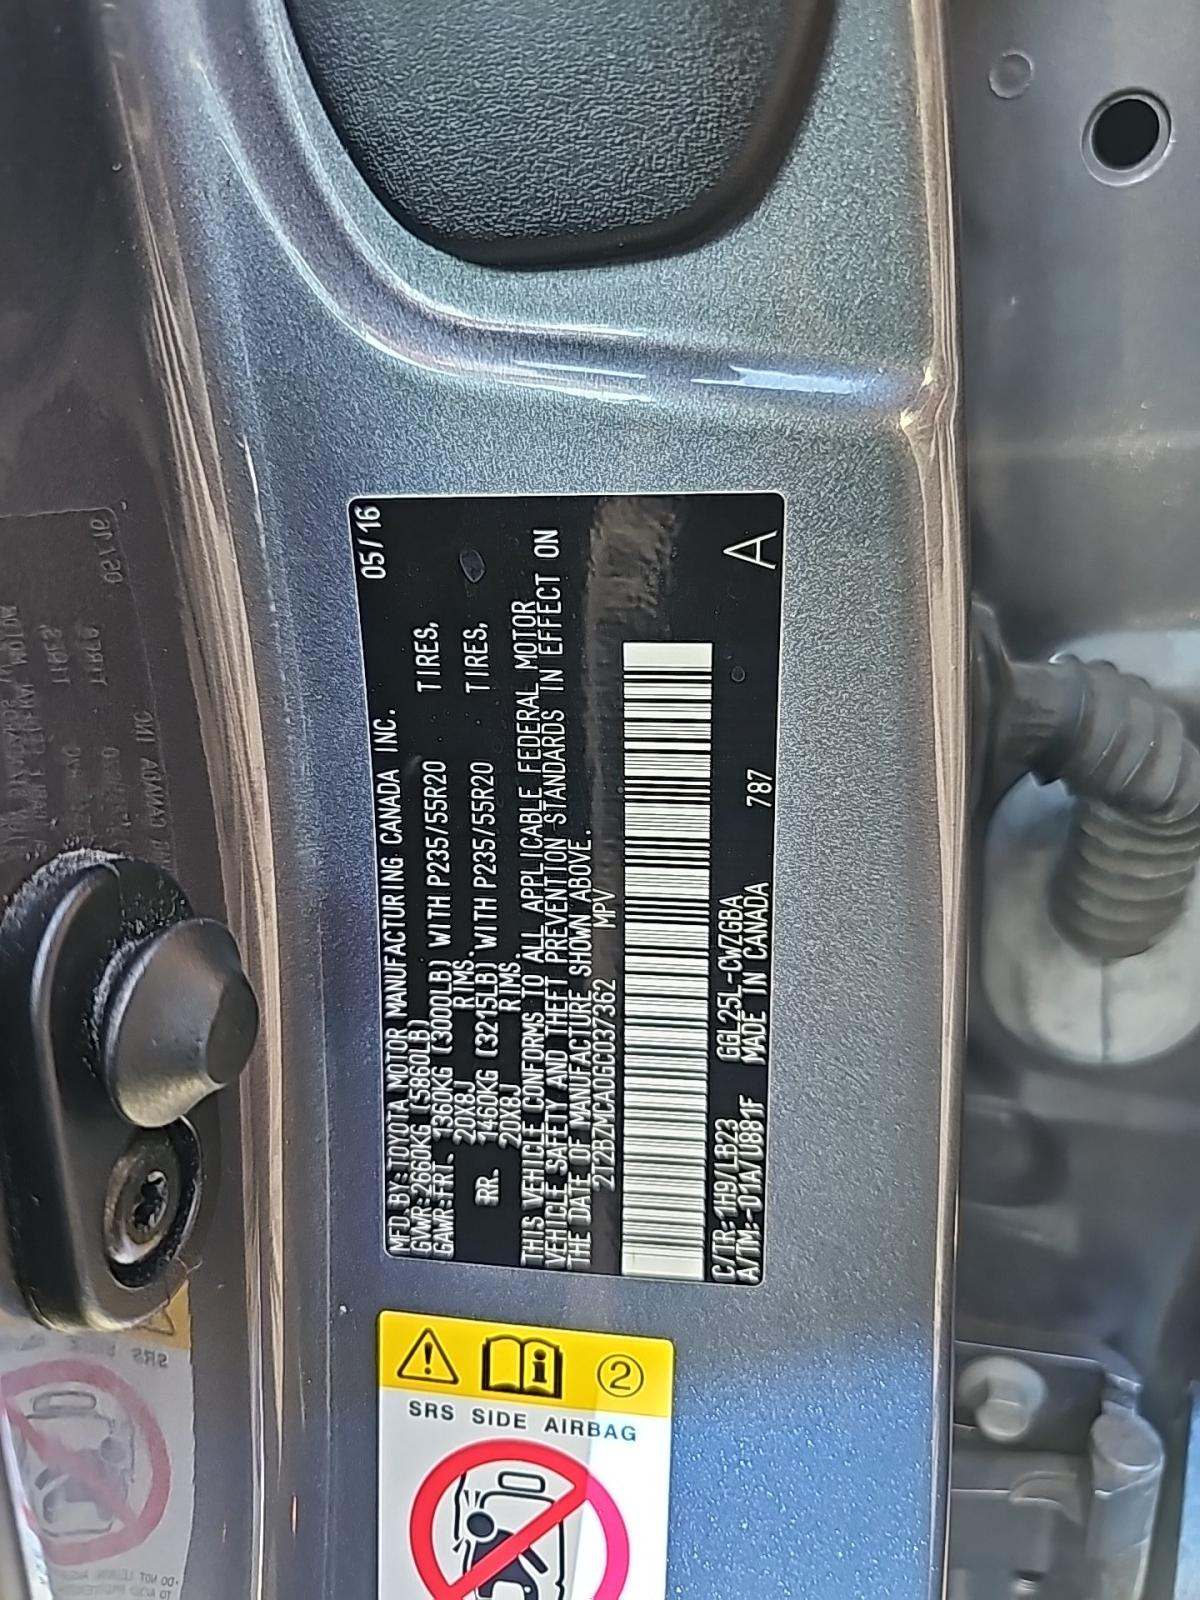 MFD.BY:TOYOTA MOTOR MANUFACTURING CANADA INC. 05/16
GVWR:2660KG (5860LB)
GAWR:FRT. 1360KG (3000LB) WITH P235/55R20 TIRES,
20X8J RIMS.
RR. 1460KG (3215LB) WITH P235/55R20 TIRES,
20X8J RIMS.
THIS VEHICLE CONFORMS TO ALL APPLICABLE FEDERAL MOTOR
VEHICLE SAFETY AND THEFT PREVENTION STANDARDS IN EFFECT ON
THE DATE OF MANUFACTURE SHOWN ABOVE.
2T2BZMCA0GC037362 MPV
C/TR:1H9/LB23 GGL25L-CWZGBA
A/TM:-01A/U881F MADE IN CANADA 787
A
2
SRS SIDE AIRBAG